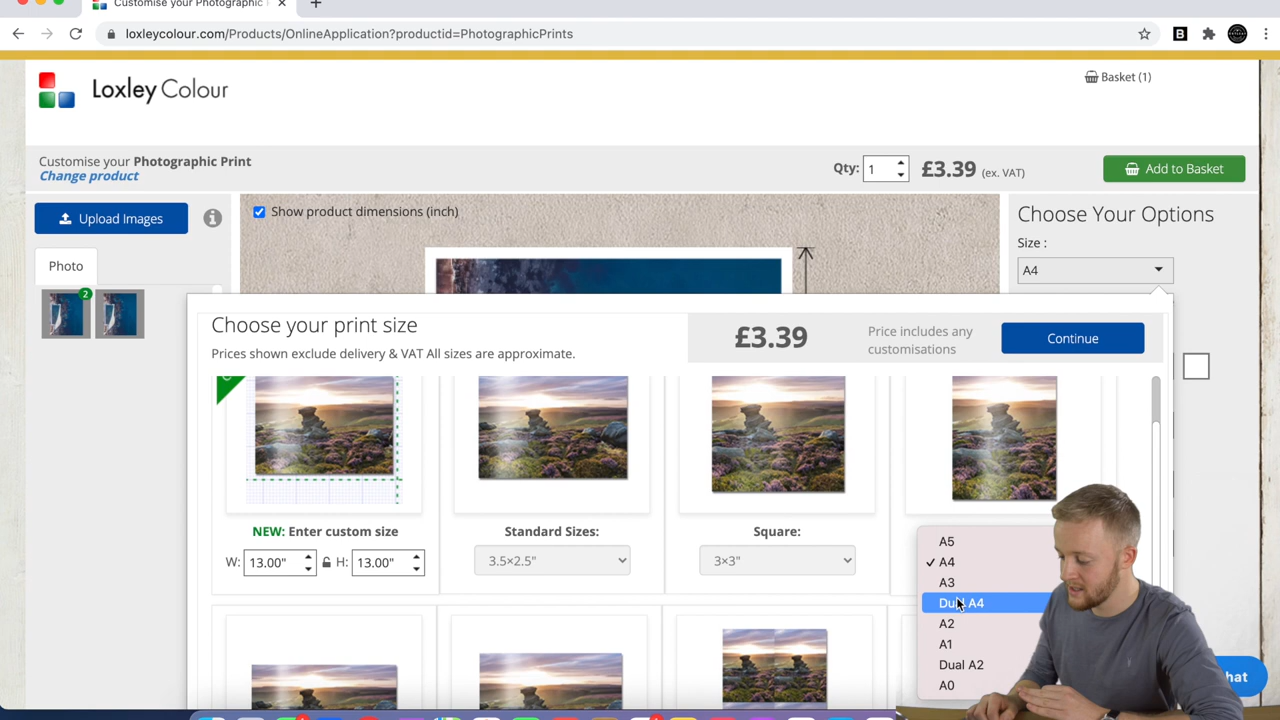 Customise your Photographic
loxleycolour.com/Products/OnlineApplication?productid=PhotographicPrints
B
Loxley Colour
Basket (1)
Customise your Photographic Print
Change product
Qty: 1 £3.39 (ex. VAT)
Add to Basket
Upload Images
Show product dimensions (inch)
Choose Your Options
Size :
A4
Photo
2
Choose your print size
Prices shown exclude delivery & VAT All sizes are approximate.
£3.39
Price includes any
customisations
Continue
NEW: Enter custom size
W: 13.00" H: 13.00"
Standard Sizes:
3.5×2.5"
Square:
3×3"
A5
✓ A4
A3
Dual A4
A2
A1
Dual A2
A0